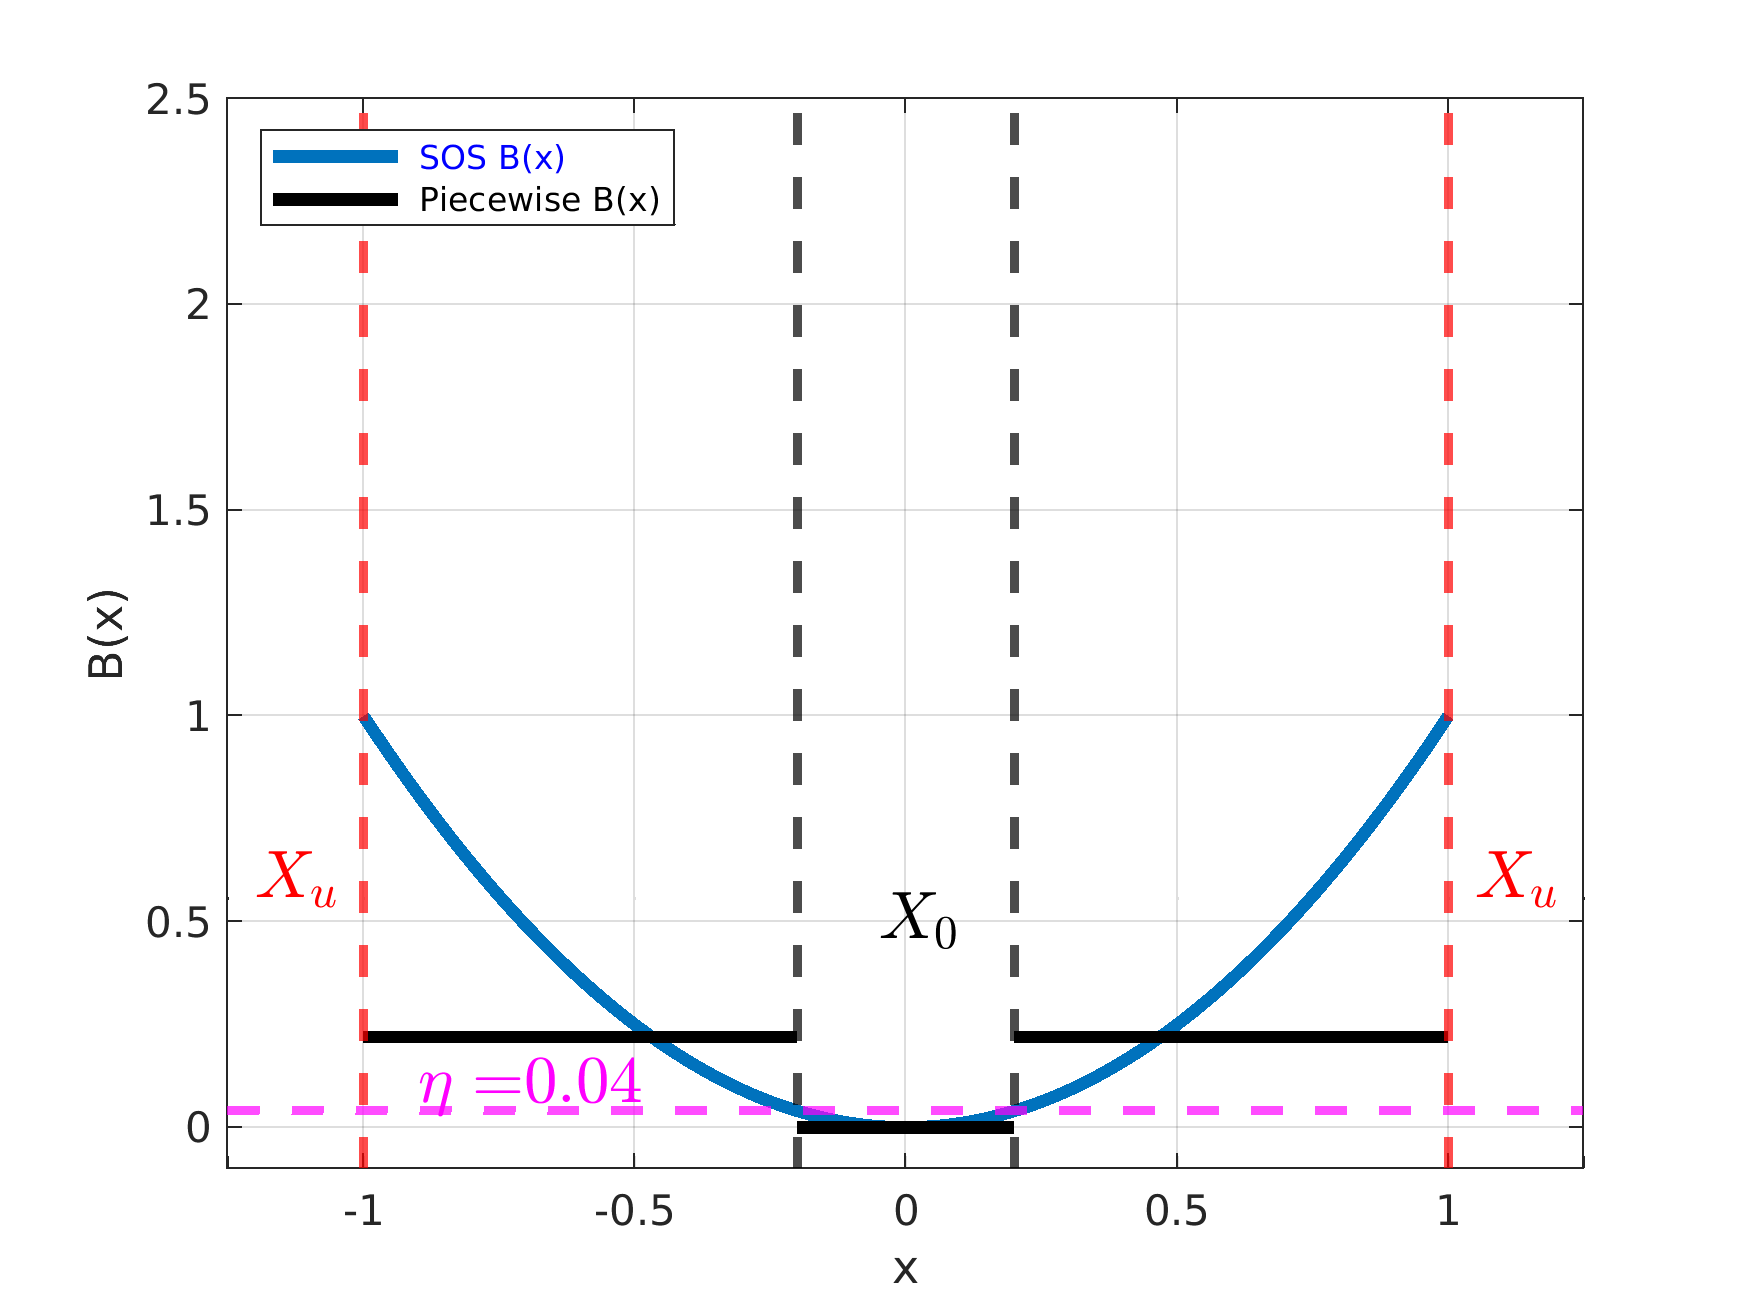 2.5
SOS B(x)
Piecewise B(x)
2
1.5
B(x)
1
X_u
X_0
X_u
0.5
η =0.04
0
-1 -0.5 0 0.5 1
x